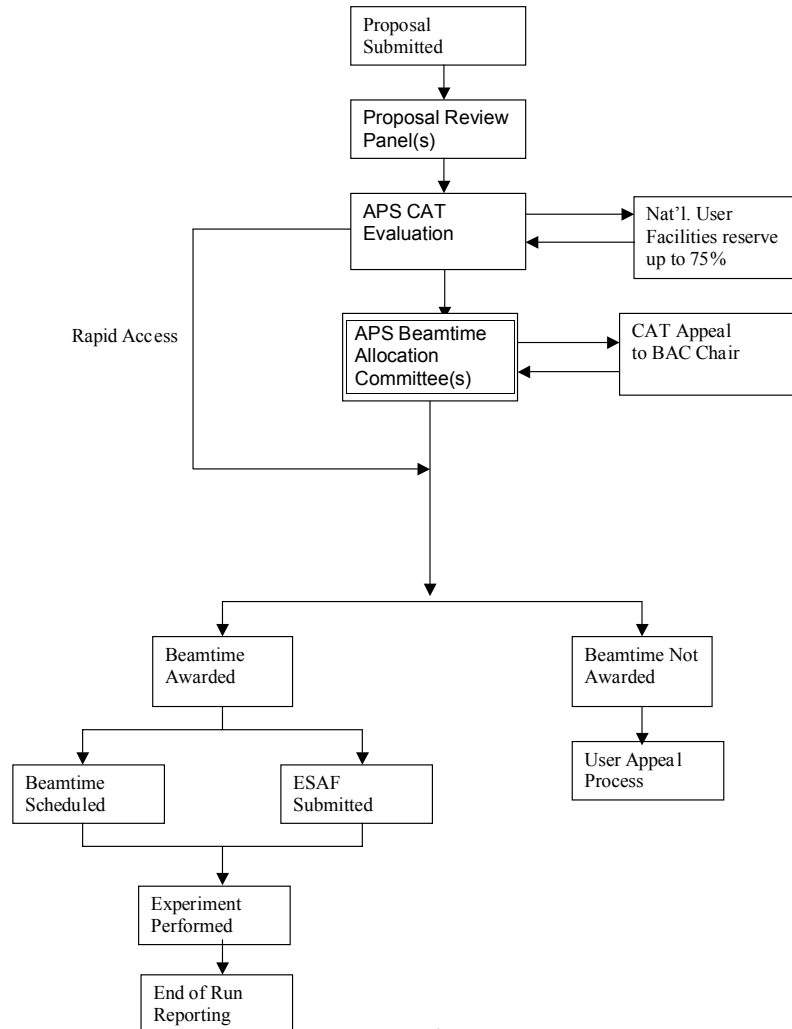 Proposal
Submitted
Proposal Review
Panel(s)
APS CAT
Evaluation
Nat’l. User
Facilities reserve
up to 75%
Rapid Access
APS Beamtime
Allocation
Committee(s)
CAT Appeal
to BAC Chair
Beamtime
Awarded
Beamtime Not
Awarded
Beamtime
Scheduled
ESAF
Submitted
User Appeal
Process
Experiment
Performed
End of Run
Reporting